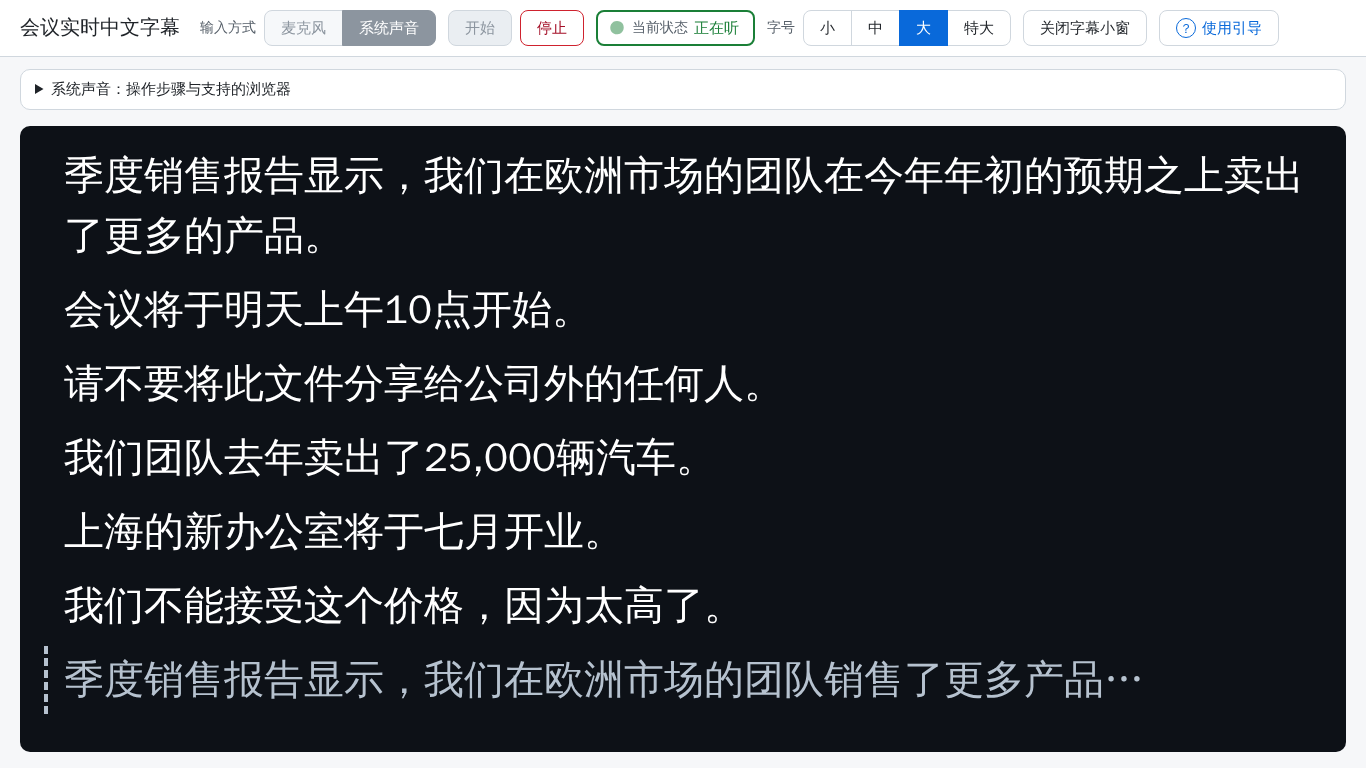 会议实时中文字幕 输入方式 麦克风 系统声音 开始 停止 当前状态 正在听 字号 小 中 大 特大 关闭字幕小窗 ? 使用引导
系统声音：操作步骤与支持的浏览器
季度销售报告显示，我们在欧洲市场的团队在今年年初的预期之上卖出
了更多的产品。
会议将于明天上午10点开始。
请不要将此文件分享给公司外的任何人。
我们团队去年卖出了25,000辆汽车。
上海的新办公室将于七月开业。
我们不能接受这个价格，因为太高了。
季度销售报告显示，我们在欧洲市场的团队销售了更多产品…